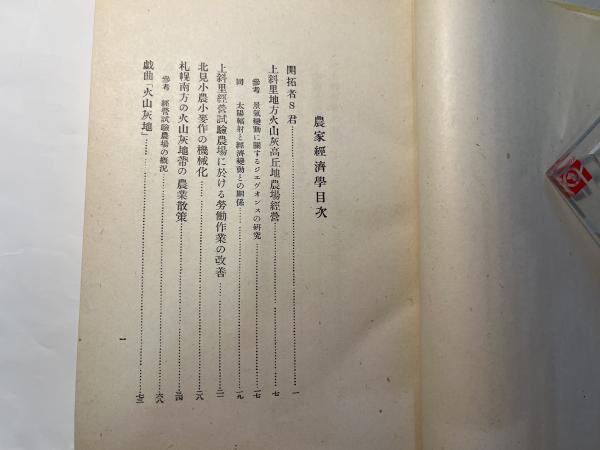 農家經濟學目次
開拓者S君……一
上斜里地方火山灰高丘地農場經營……七
參考 景氣變動に關するジエヴオンスの研究……一七
同 太陽輻射と經濟變動との關係……一九
上斜里經營試驗農場に於ける勞働作業の改善……二一
北見小農小麥作の機械化……二八
札幌南方の火山灰地帶の農業散策……三四
參考 經營試驗農場の槪況……六八
戲曲「火山灰地」……七三
一